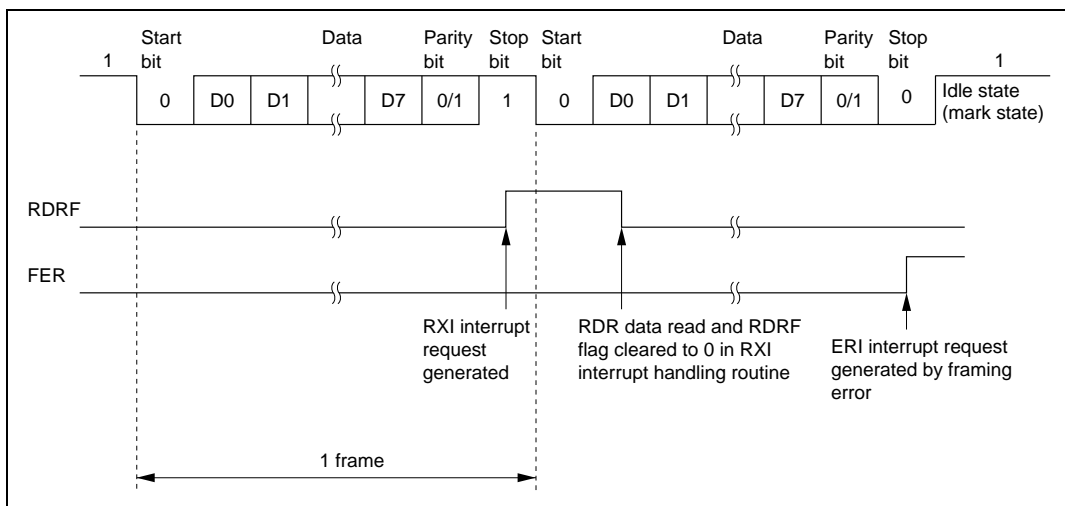 Start bit
Data
Parity bit
Stop bit
Start bit
Data
Parity bit
Stop bit
1
1
0
D0
D1
D7
0/1
1
0
D0
D1
D7
0/1
0
Idle state
(mark state)
RDRF
FER
RXI interrupt
request
generated
RDR data read and RDRF
flag cleared to 0 in RXI
interrupt handling routine
ERI interrupt request
generated by framing
error
1 frame